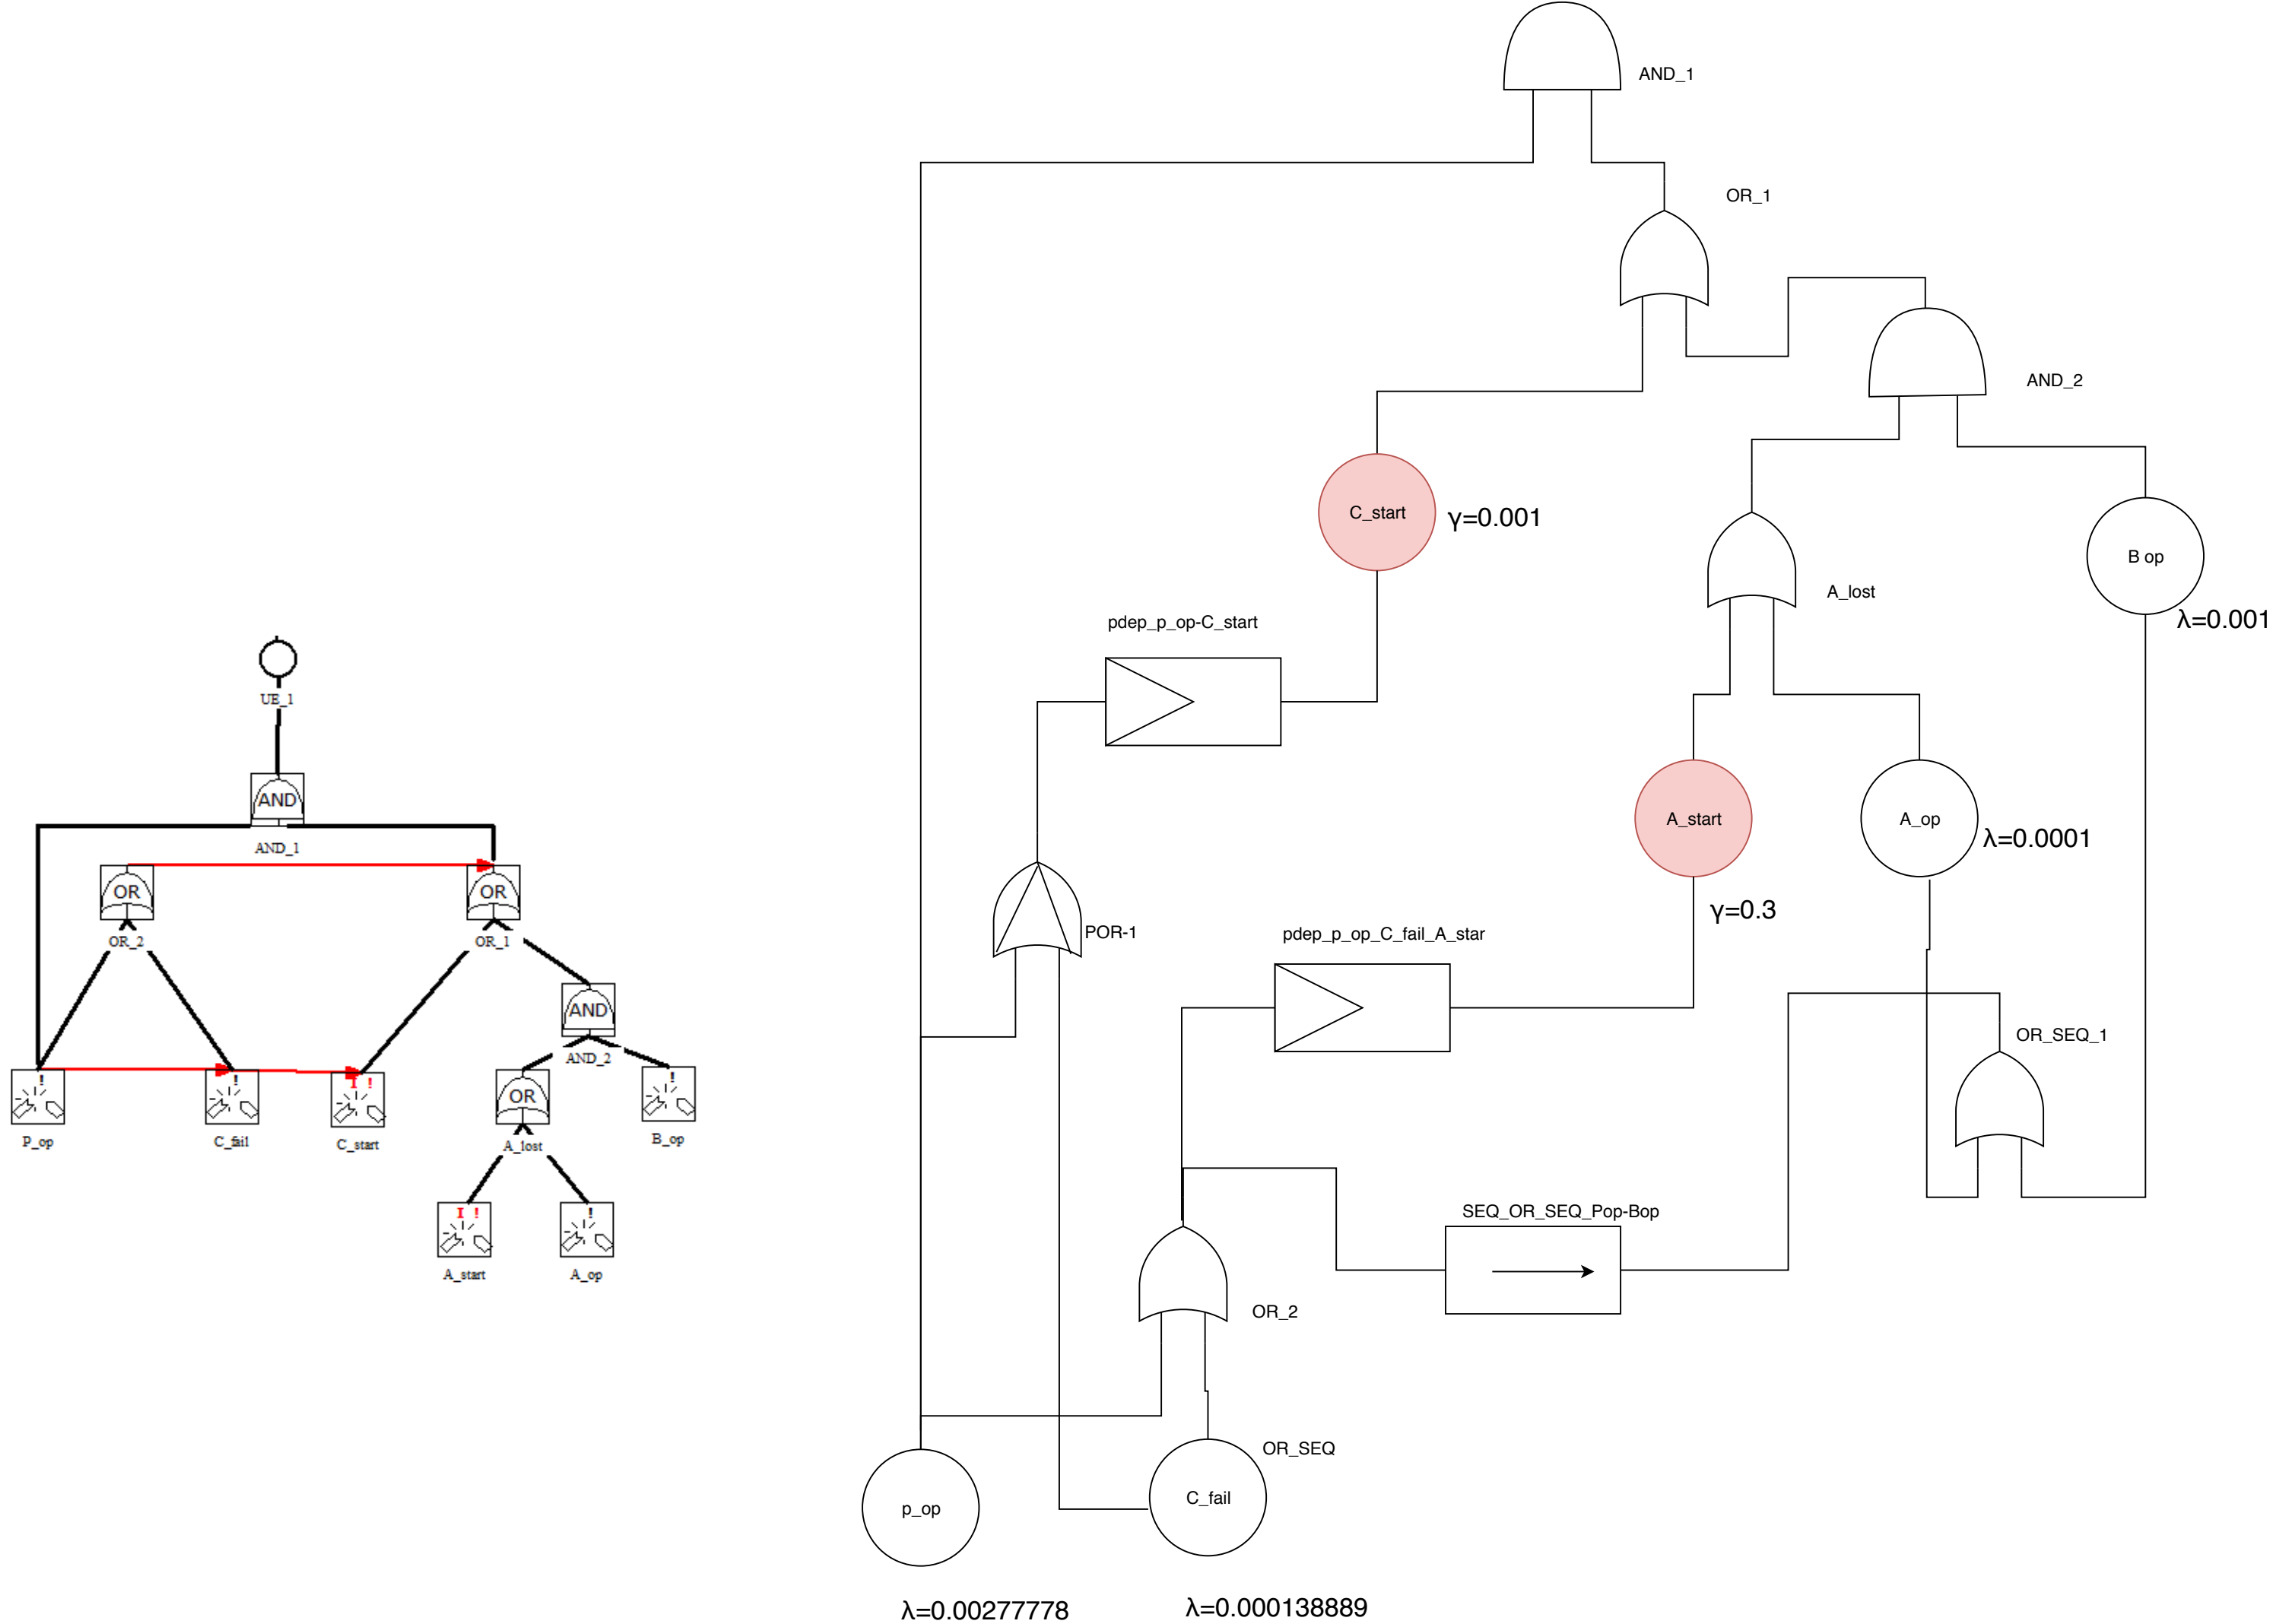 UE_1
AND
AND_1
OR
OR
OR_2
OR_1
AND
AND_2
!
!
I !
OR
!
P_op
C_fail
C_start
A_lost
B_op
I !
!
A_start
A_op
AND_1
OR_1
AND_2
C_start
γ=0.001
B op
λ=0.001
A_lost
pdep_p_op-C_start
A_start
A_op
λ=0.0001
γ=0.3
POR-1
pdep_p_op_C_fail_A_star
OR_SEQ_1
SEQ_OR_SEQ_Pop-Bop
OR_2
OR_SEQ
C_fail
p_op
λ=0.00277778
λ=0.000138889